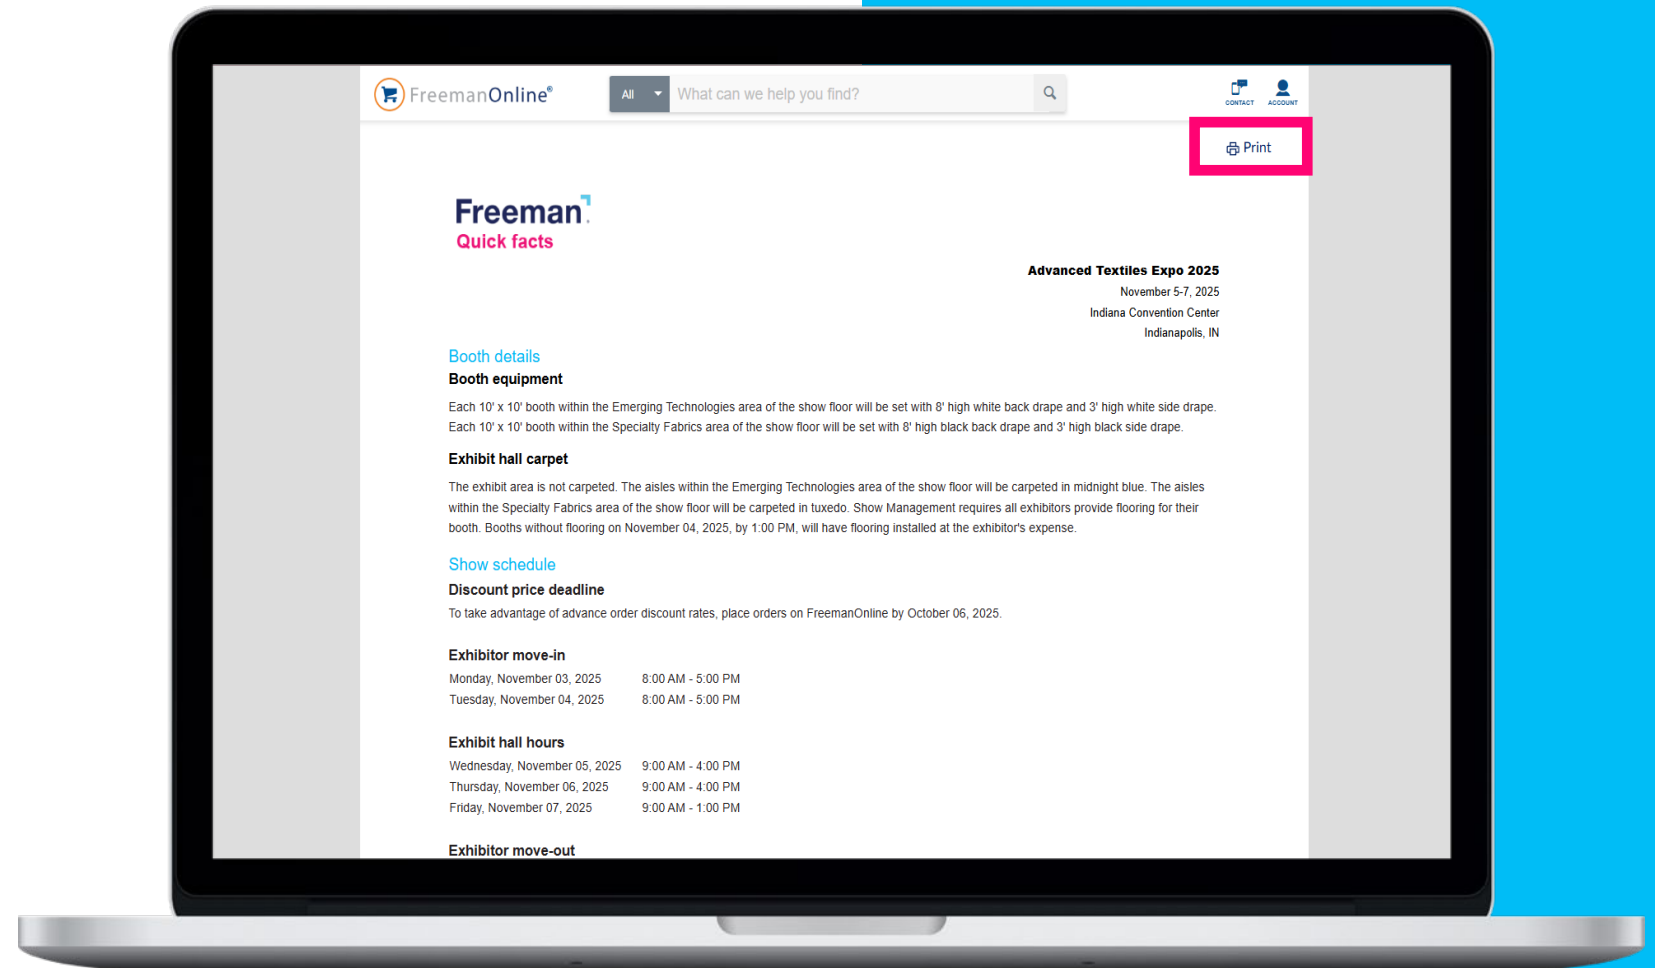 FreemanOnline®
All
What can we help you find?
CONTACT
ACCOUNT
Print
Freeman
Quick facts
Advanced Textiles Expo 2025
November 5-7, 2025
Indiana Convention Center
Indianapolis, IN
Booth details
Booth equipment
Each 10' x 10' booth within the Emerging Technologies area of the show floor will be set with 8' high white back drape and 3' high white side drape.
Each 10' x 10' booth within the Specialty Fabrics area of the show floor will be set with 8' high black back drape and 3' high black side drape.
Exhibit hall carpet
The exhibit area is not carpeted. The aisles within the Emerging Technologies area of the show floor will be carpeted in midnight blue. The aisles
within the Specialty Fabrics area of the show floor will be carpeted in tuxedo. Show Management requires all exhibitors provide flooring for their
booth. Booths without flooring on November 04, 2025, by 1:00 PM, will have flooring installed at the exhibitor's expense.
Show schedule
Discount price deadline
To take advantage of advance order discount rates, place orders on FreemanOnline by October 06, 2025.
Exhibitor move-in
Monday, November 03, 2025 8:00 AM - 5:00 PM
Tuesday, November 04, 2025 8:00 AM - 5:00 PM
Exhibit hall hours
Wednesday, November 05, 2025 9:00 AM - 4:00 PM
Thursday, November 06, 2025 9:00 AM - 4:00 PM
Friday, November 07, 2025 9:00 AM - 1:00 PM
Exhibitor move-out